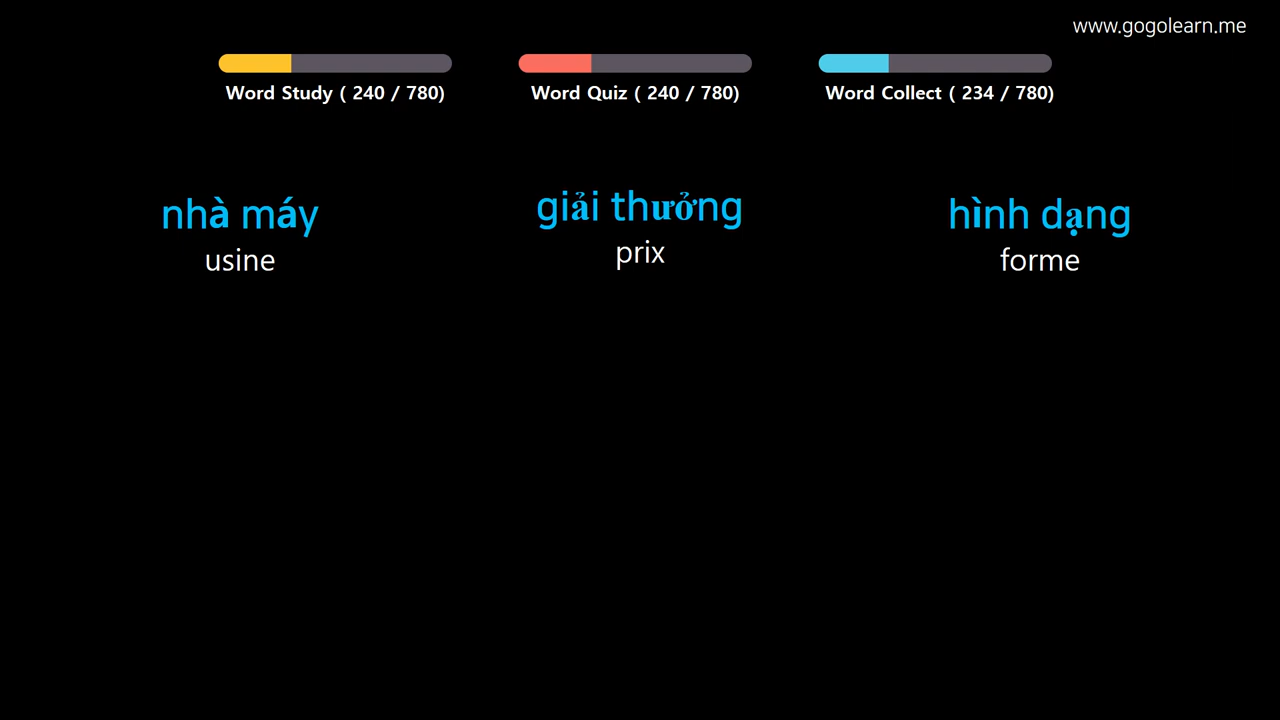 www.gogolearn.me
Word Study ( 240 / 780)
Word Quiz ( 240 / 780)
Word Collect ( 234 / 780)
nhà máy
usine
giải thưởng
prix
hình dạng
forme